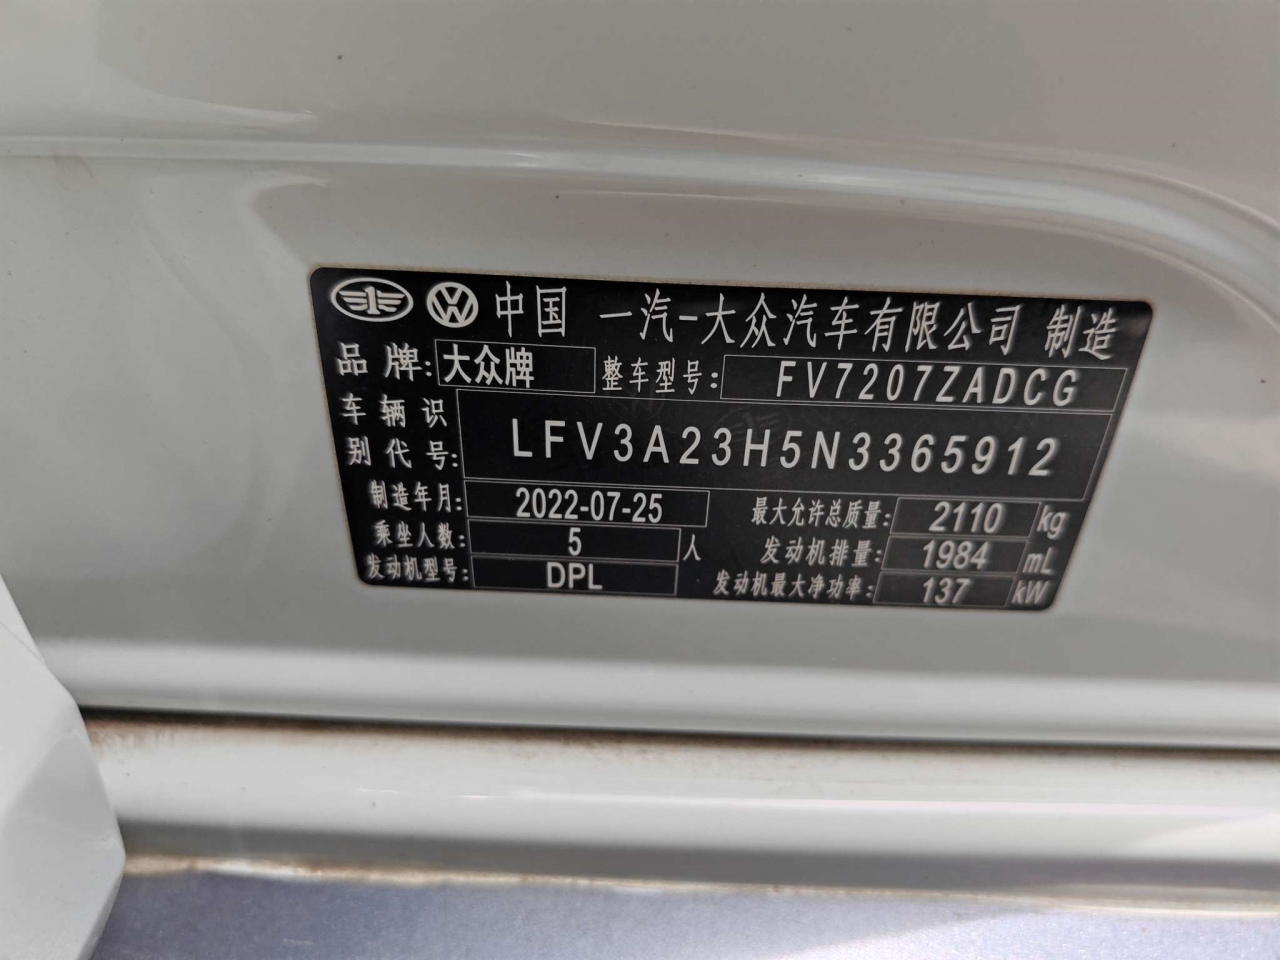 中国 一汽-大众汽车有限公司 制造
品牌: 大众牌 整车型号: FV7207ZADCG
车辆识别代号: LFV3A23H5N3365912
制造年月: 2022-07-25 最大允许总质量: 2110 kg
乘坐人数: 5 人 发动机排量: 1984 mL
发动机型号: DPL 发动机最大净功率: 137 kW